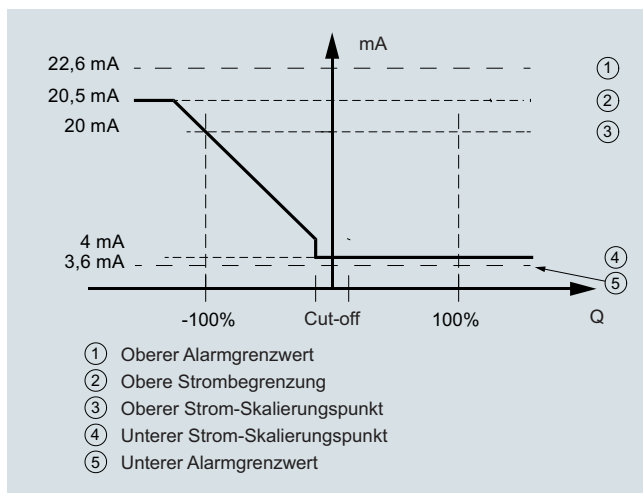 mA
22,6 mA ①
20,5 mA ②
20 mA ③
4 mA ④
3,6 mA ⑤
-100% Cut-off 100% Q
① Oberer Alarmgrenzwert
② Obere Strombegrenzung
③ Oberer Strom-Skalierungspunkt
④ Unterer Strom-Skalierungspunkt
⑤ Unterer Alarmgrenzwert